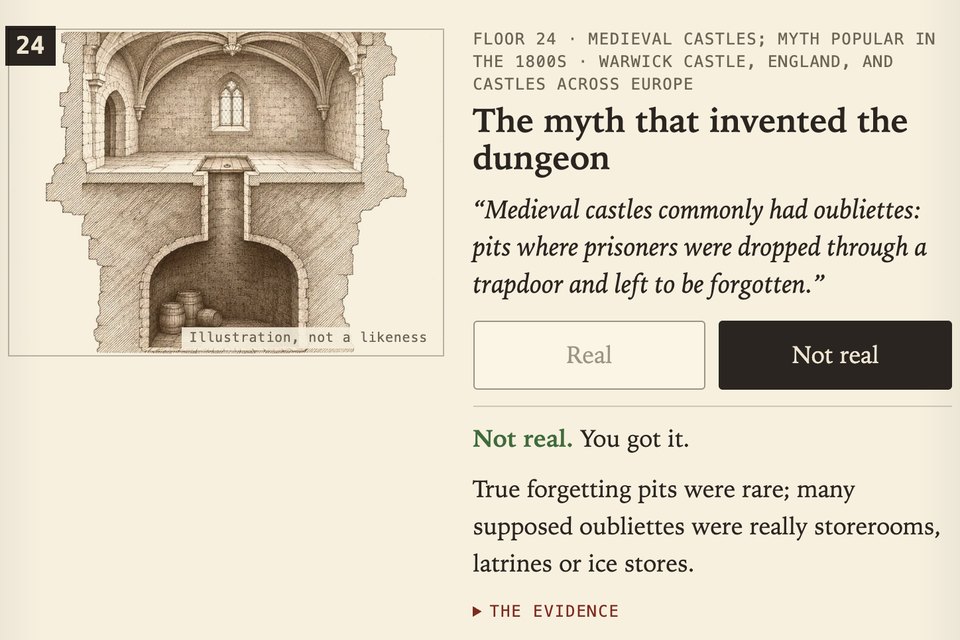 24
Illustration, not a likeness
FLOOR 24 · MEDIEVAL CASTLES; MYTH POPULAR IN
THE 1800S · WARWICK CASTLE, ENGLAND, AND
CASTLES ACROSS EUROPE
The myth that invented the
dungeon
“Medieval castles commonly had oubliettes:
pits where prisoners were dropped through a
trapdoor and left to be forgotten.”
Real
Not real
Not real. You got it.
True forgetting pits were rare; many
supposed oubliettes were really storerooms,
latrines or ice stores.
▶ THE EVIDENCE